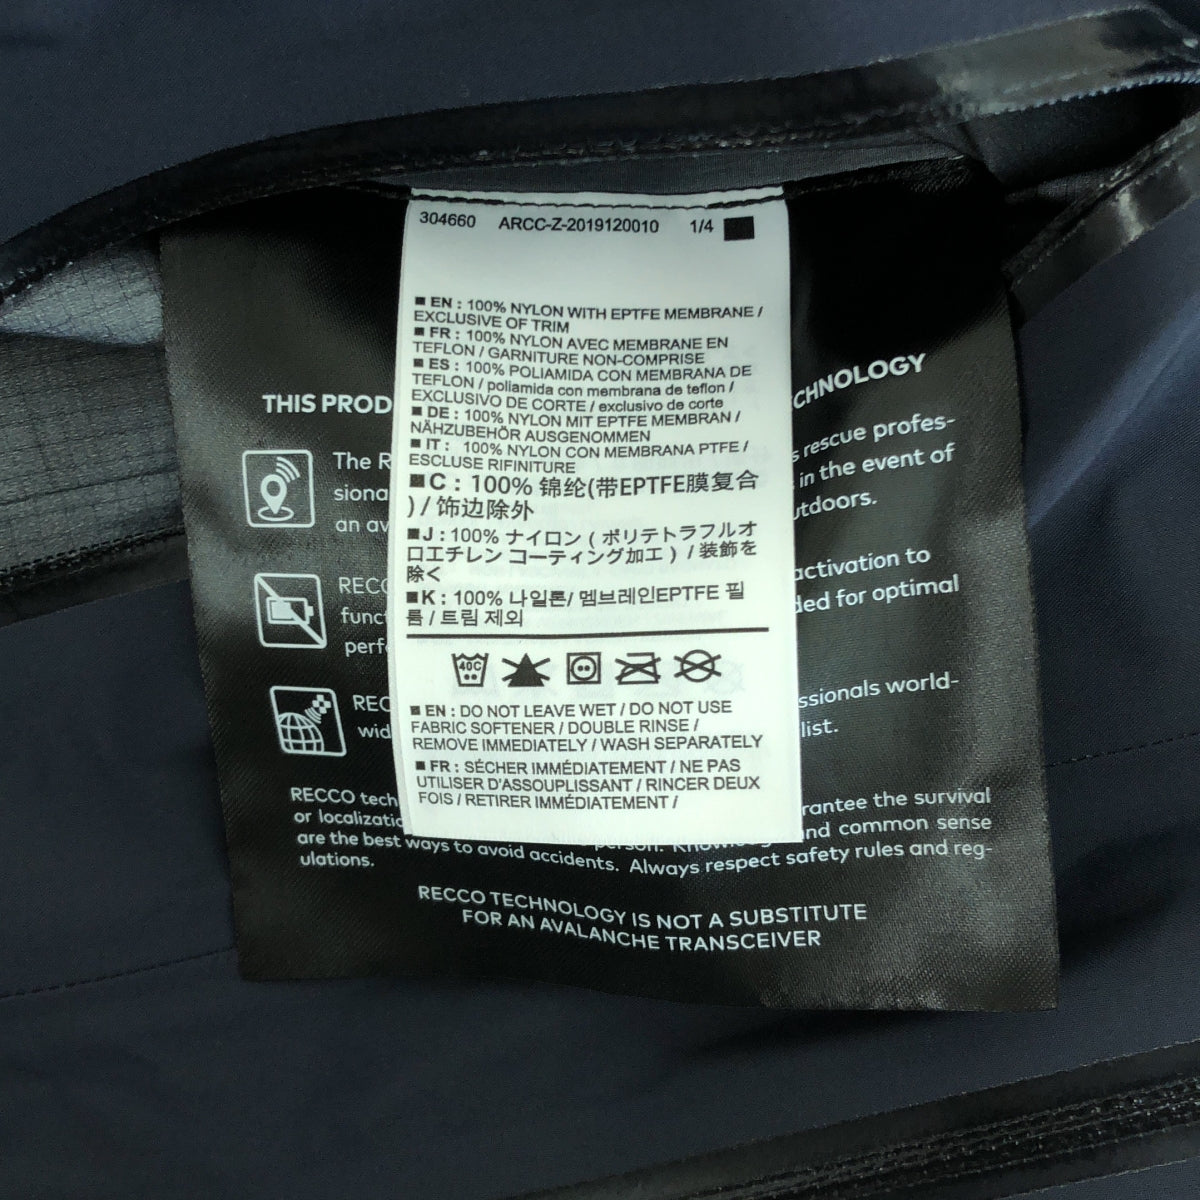 304660 ARCC-Z-2019120010 1/4
■ EN : 100% NYLON WITH EPTFE MEMBRANE /
EXCLUSIVE OF TRIM
■ FR : 100% NYLON AVEC MEMBRANE EN
TEFLON / GARNITURE NON-COMPRISE
■ ES : 100% POLIAMIDA CON MEMBRANA DE
TEFLON / poliamida con membrana de teflon /
EXCLUSIVO DE CORTE / exclusivo de corte
■ DE : 100% NYLON MIT EPTFE MEMBRAN /
NÄHZUBEHÖR AUSGENOMMEN
■ IT : 100% NYLON CON MEMBRANA PTFE /
ESCLUSE RIFINITURE
■ C : 100% 锦纶(带EPTFE膜复合
) / 饰边除外
■ J : 100% ナイロン ( ポリテトラフルオ
ロエチレン コーティング加工 ) / 装飾を
除く
■ K : 100% 나일론/ 멤브레인EPTFE 필
름 / 트림 제외
40C
■ EN : DO NOT LEAVE WET / DO NOT USE
FABRIC SOFTENER / DOUBLE RINSE /
REMOVE IMMEDIATELY / WASH SEPARATELY
■ FR : SÉCHER IMMÉDIATEMENT / NE PAS
UTILISER D'ASSOUPLISSANT / RINCER DEUX
FOIS / RETIRER IMMÉDIATEMENT /
THIS PROD CHNOLOGY
The R rescue profes-
siona in the event of
an av tdoors.
RECC activation to
funct ded for optimal
perf
REC ssionals world-
wid list.
RECCO tech rantee the survival
or localizatio person. and common sense
are the best ways to avoid accidents. Always respect safety rules and reg-
ulations.
RECCO TECHNOLOGY IS NOT A SUBSTITUTE
FOR AN AVALANCHE TRANSCEIVER